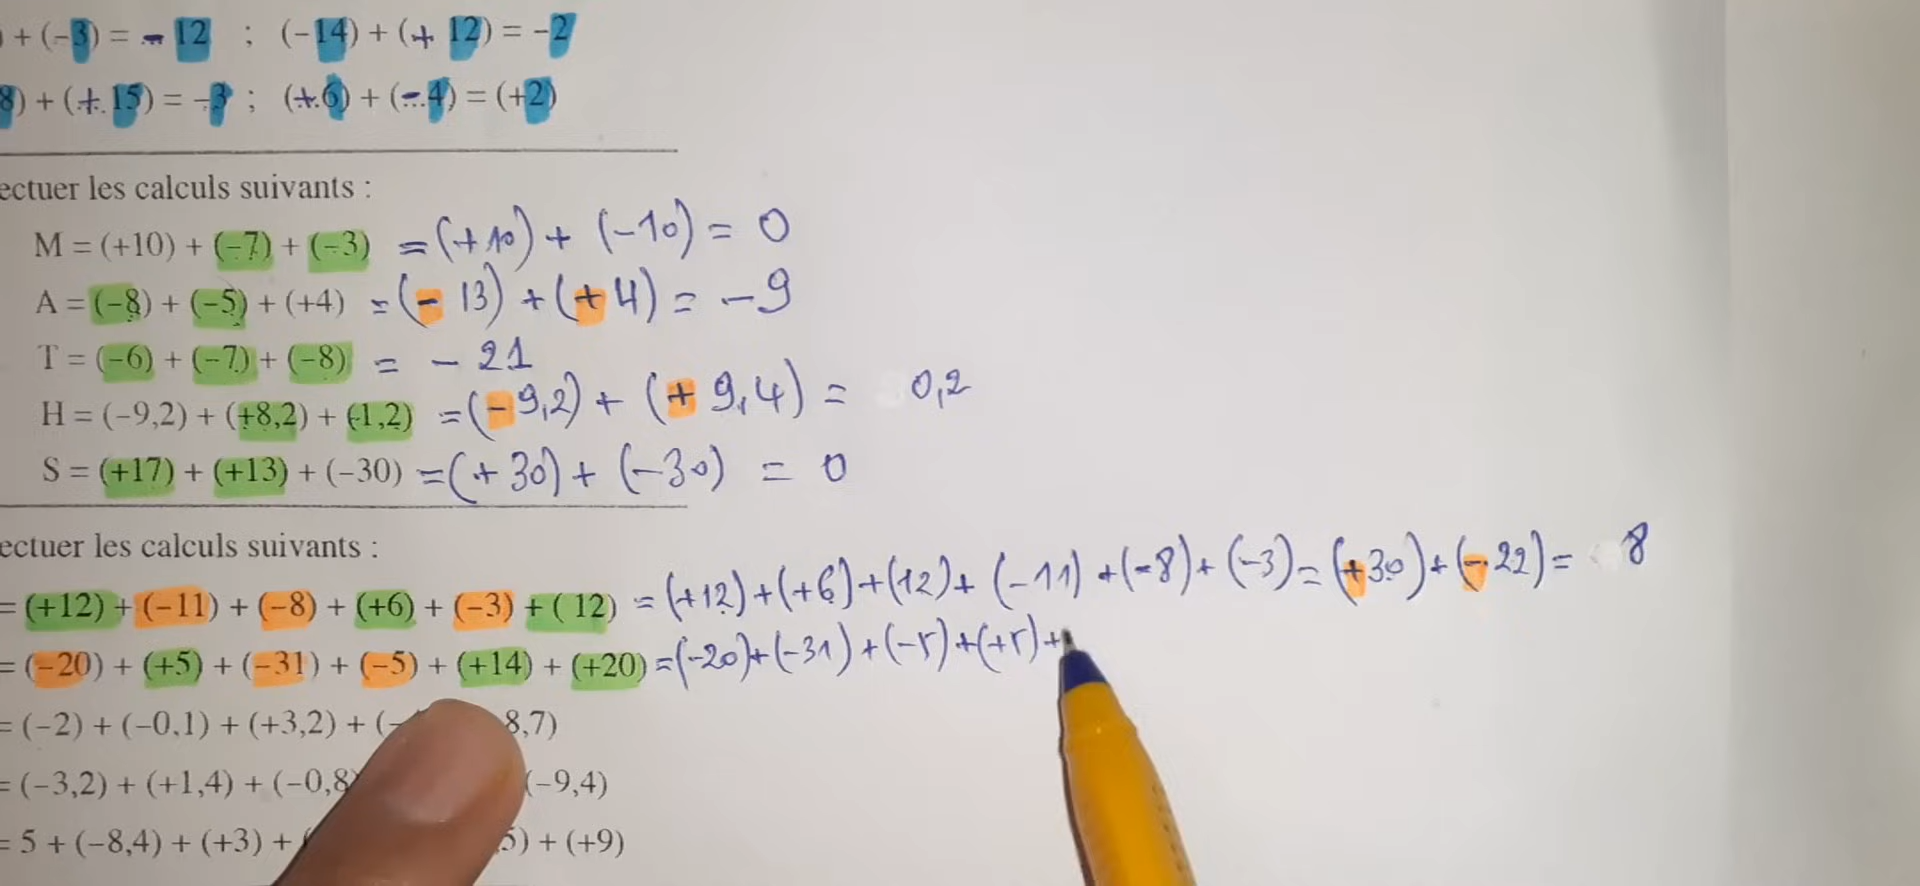 ) + (−3) = - 12 ; (−14) + (+ 12) = −2
8) + (+. 15) = −3 ; (+.6) + (-..4) = (+2)
ectuer les calculs suivants :
M = (+10) + (−7) + (−3) = (+10) + (-10) = 0
A = (−8) + (−5) + (+4) = (- 13) + (+ 4) = -9
T = (−6) + (−7) + (−8) = - 21
H = (−9,2) + (+8,2) + (-1,2) = (- 9,2) + (+ 9,4) = 0,2
S = (+17) + (+13) + (−30) = (+ 30) + (-30) = 0
ectuer les calculs suivants :
= (+12) + (−11) + (−8) + (+6) + (−3) + ( 12) = (+12) + (+6) + (12) + (-11) + (-8) + (-3) = (+30) + (- 22) = 8
= (−20) + (+5) + (−31) + (−5) + (+14) + (+20) = (-20) + (-31) + (-5) + (+5) +
= (−2) + (−0,1) + (+3,2) + (− 8,7)
= (−3,2) + (+1,4) + (−0,8) (−9,4)
= 5 + (−8,4) + (+3) + 5) + (+9)